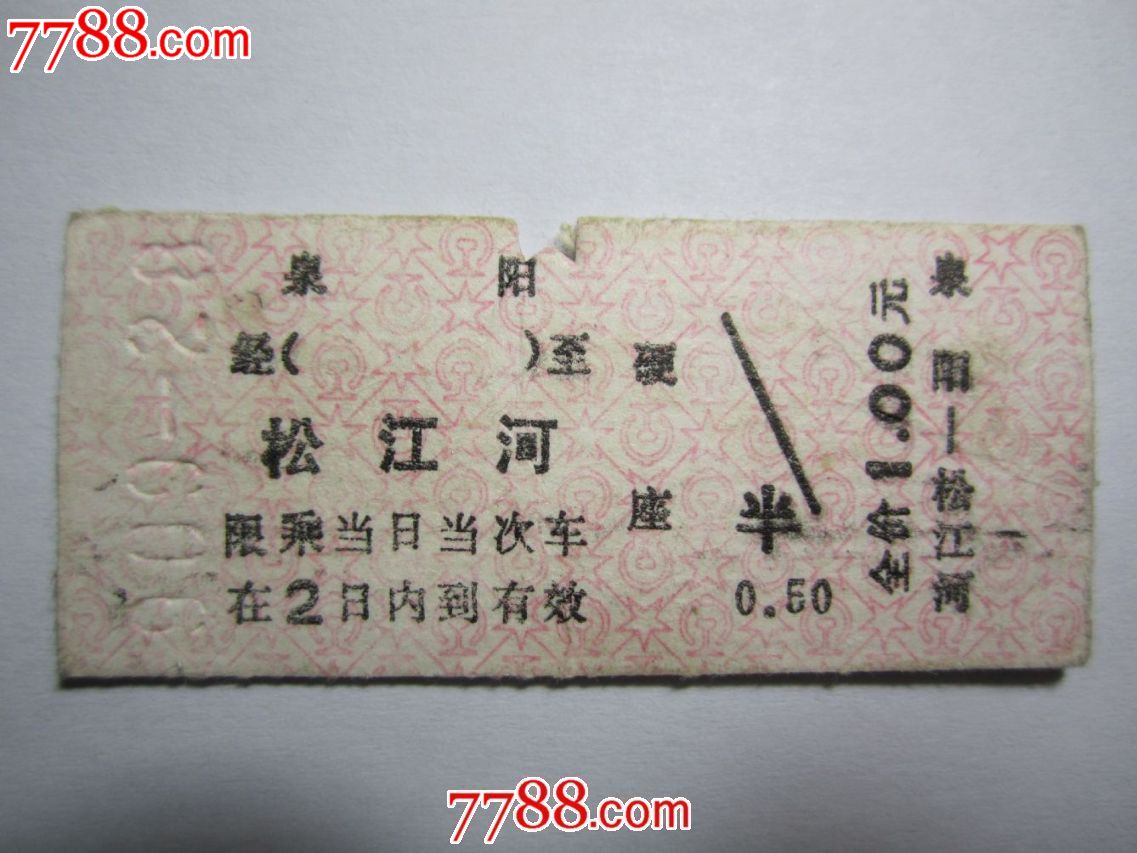 7788.com
泉 阳
经( )至
松江河
限乘当日当次车
在2日内到有效
硬
座
半
0.50
全价1.00元
泉阳—松江河
7788.com